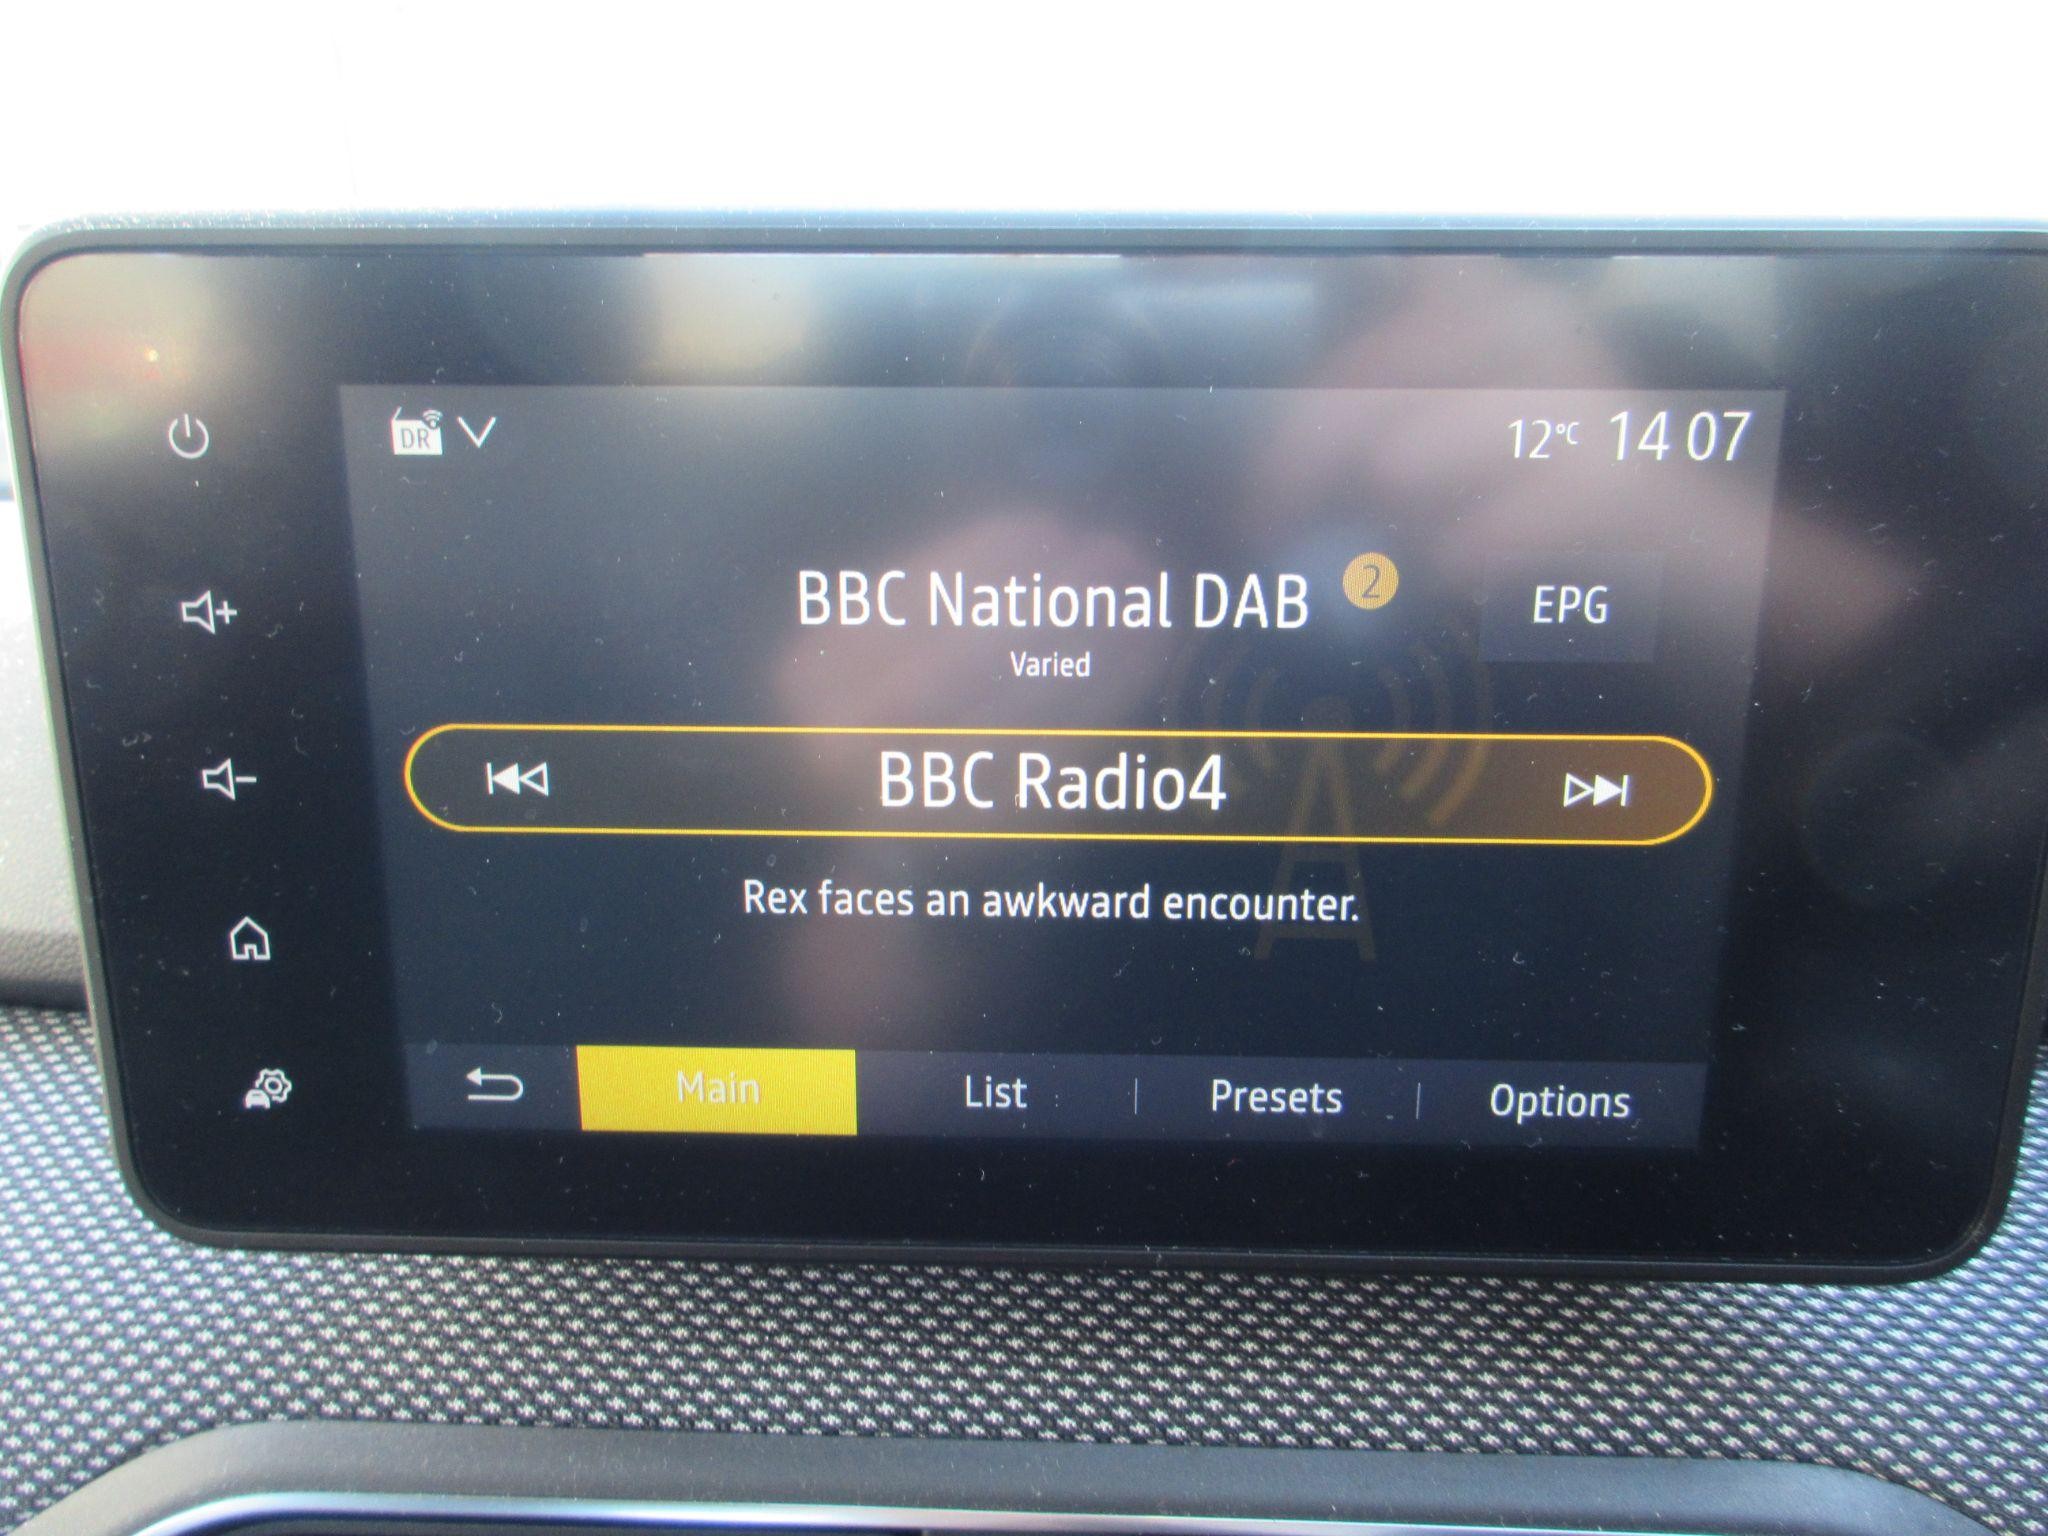 DR
12°C 14 07
BBC National DAB 2
EPG
Varied
BBC Radio4
Rex faces an awkward encounter.
Main List Presets Options